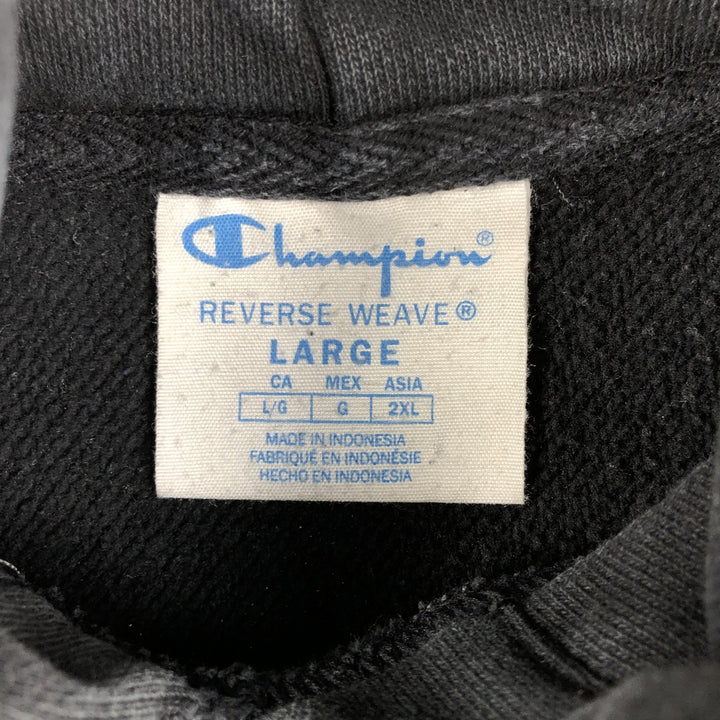 Champion®
REVERSE WEAVE®
LARGE
CA MEX ASIA
L/G G 2XL
MADE IN INDONESIA
FABRIQUÉ EN INDONÉSIE
HECHO EN INDONESIA